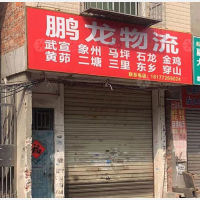 鹏龙物流
武宣 象州 马坪 石龙 金鸡
黄茆 二塘 三里 东乡 穿山